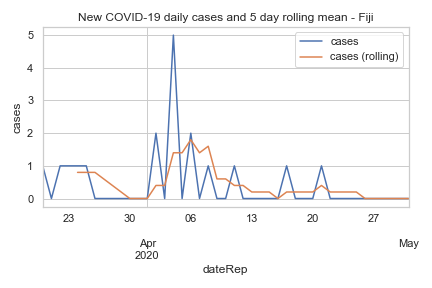 New COVID-19 daily cases and 5 day rolling mean - Fiji
cases
cases (rolling)
5
4
3
2
1
0
cases
23
30
06
13
20
27
Apr
2020
May
dateRep